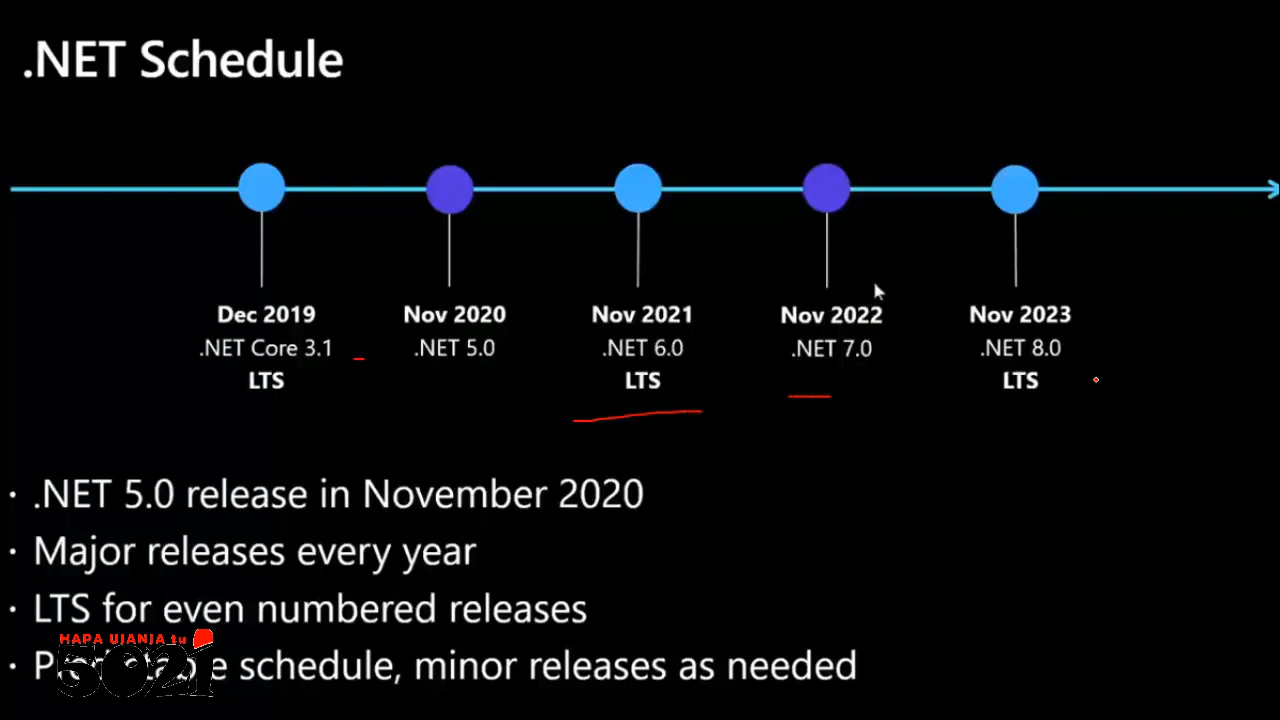 .NET Schedule
Dec 2019
.NET Core 3.1
LTS
Nov 2020
.NET 5.0
Nov 2021
.NET 6.0
LTS
Nov 2022
.NET 7.0
Nov 2023
.NET 8.0
LTS
· .NET 5.0 release in November 2020
· Major releases every year
· LTS for even numbered releases
HAPA UJANJA tu
· schedule, minor releases as needed